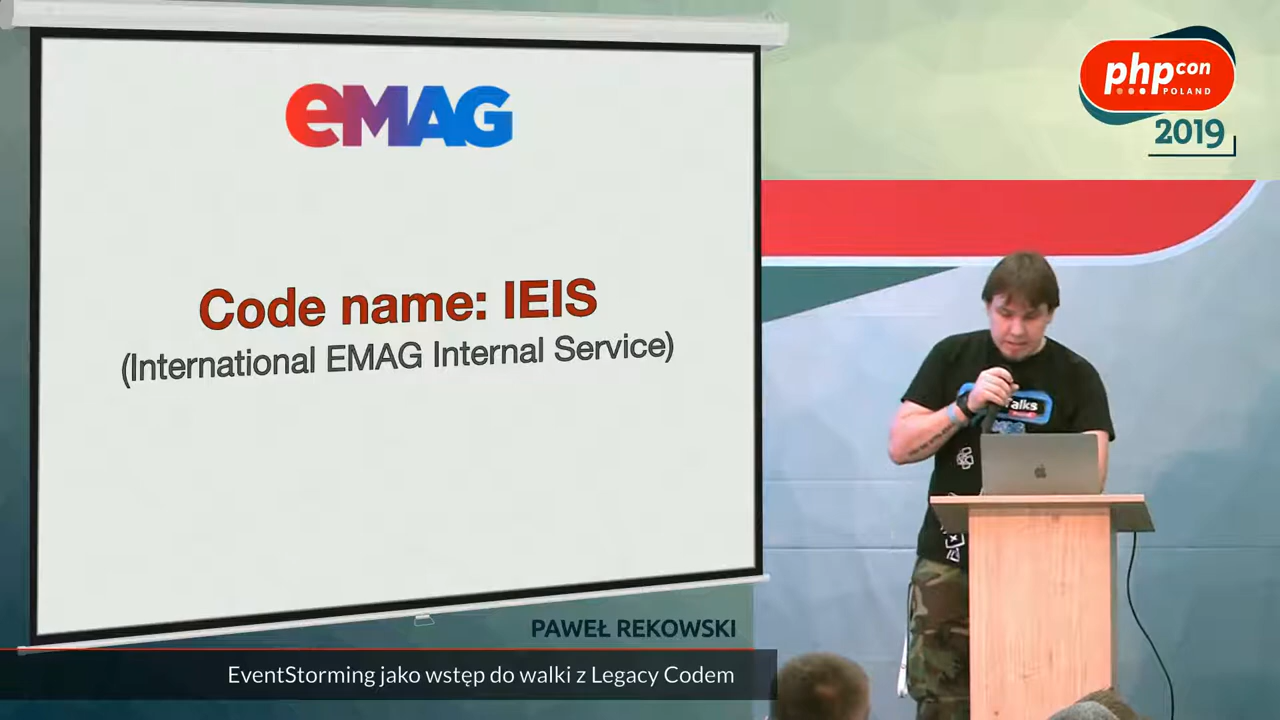 eMAG
Code name: IEIS
(International EMAG Internal Service)
php con
POLAND
2019
Talks
PAWEŁ REKOWSKI
EventStorming jako wstęp do walki z Legacy Codem